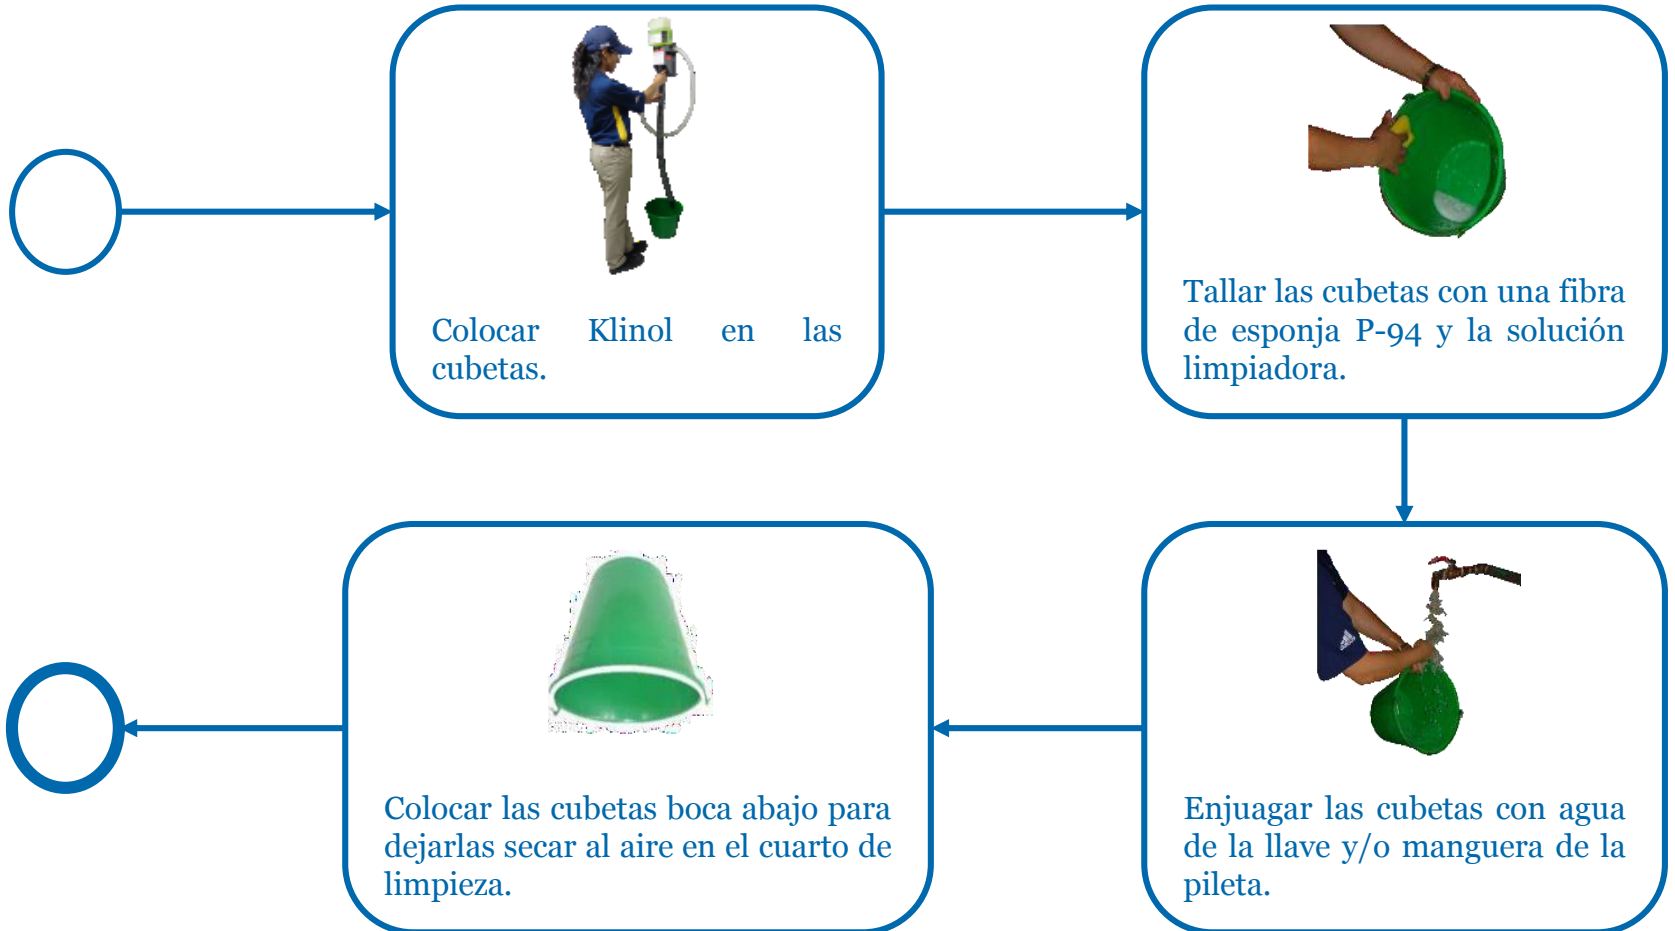 Colocar Klinol en las
cubetas.
Tallar las cubetas con una fibra
de esponja P-94 y la solución
limpiadora.
Enjuagar las cubetas con agua
de la llave y/o manguera de la
pileta.
Colocar las cubetas boca abajo para
dejarlas secar al aire en el cuarto de
limpieza.